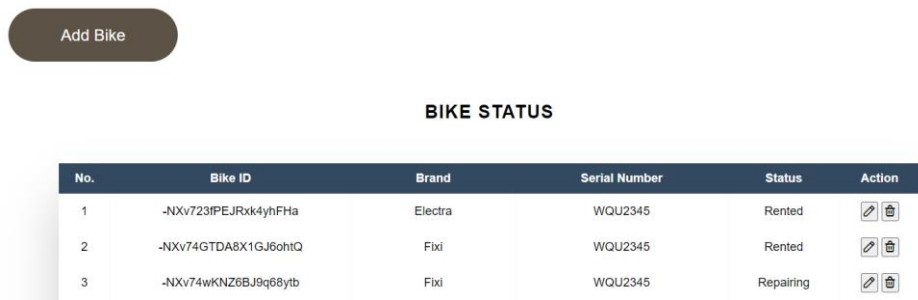 Add Bike
BIKE STATUS
No. Bike ID Brand Serial Number Status Action
1 -NXv723fPEJRxk4yhFHa Electra WQU2345 Rented
2 -NXv74GTDA8X1GJ6ohtQ Fixi WQU2345 Rented
3 -NXv74wKNZ6BJ9q68ytb Fixi WQU2345 Repairing